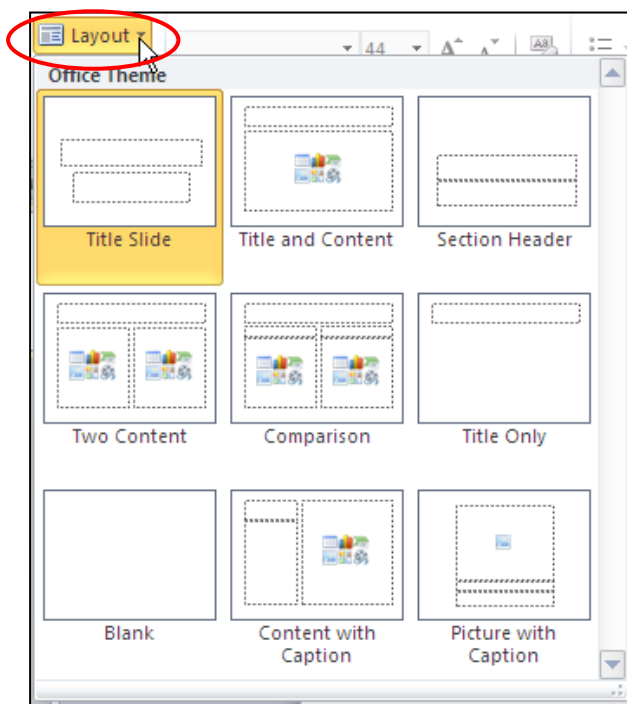 Layout
44 A A Aa
Office Theme
Title Slide Title and Content Section Header
Two Content Comparison Title Only
Blank Content with Caption Picture with Caption